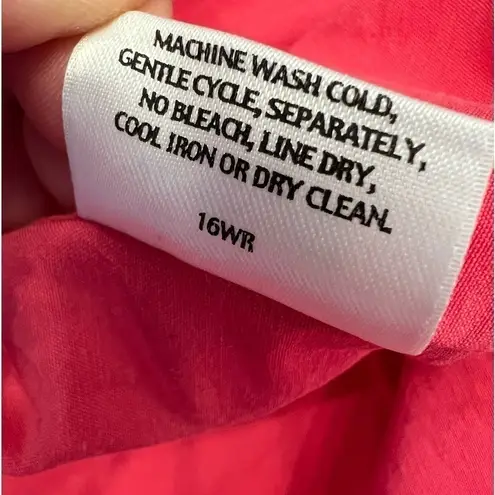 MACHINE WASH COLD,
GENTLE CYCLE, SEPARATELY,
NO BLEACH, LINE DRY,
COOL IRON OR DRY CLEAN.
16WR